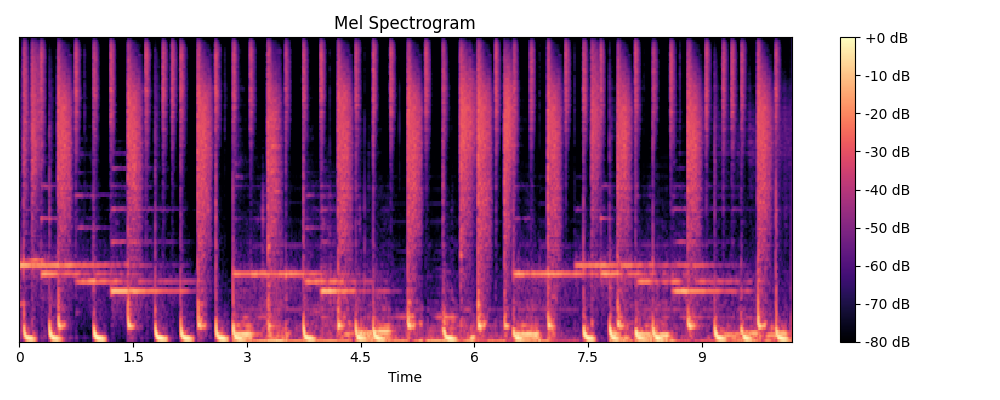 Mel Spectrogram
+0 dB
-10 dB
-20 dB
-30 dB
-40 dB
-50 dB
-60 dB
-70 dB
-80 dB
0 1.5 3 4.5 6 7.5 9
Time